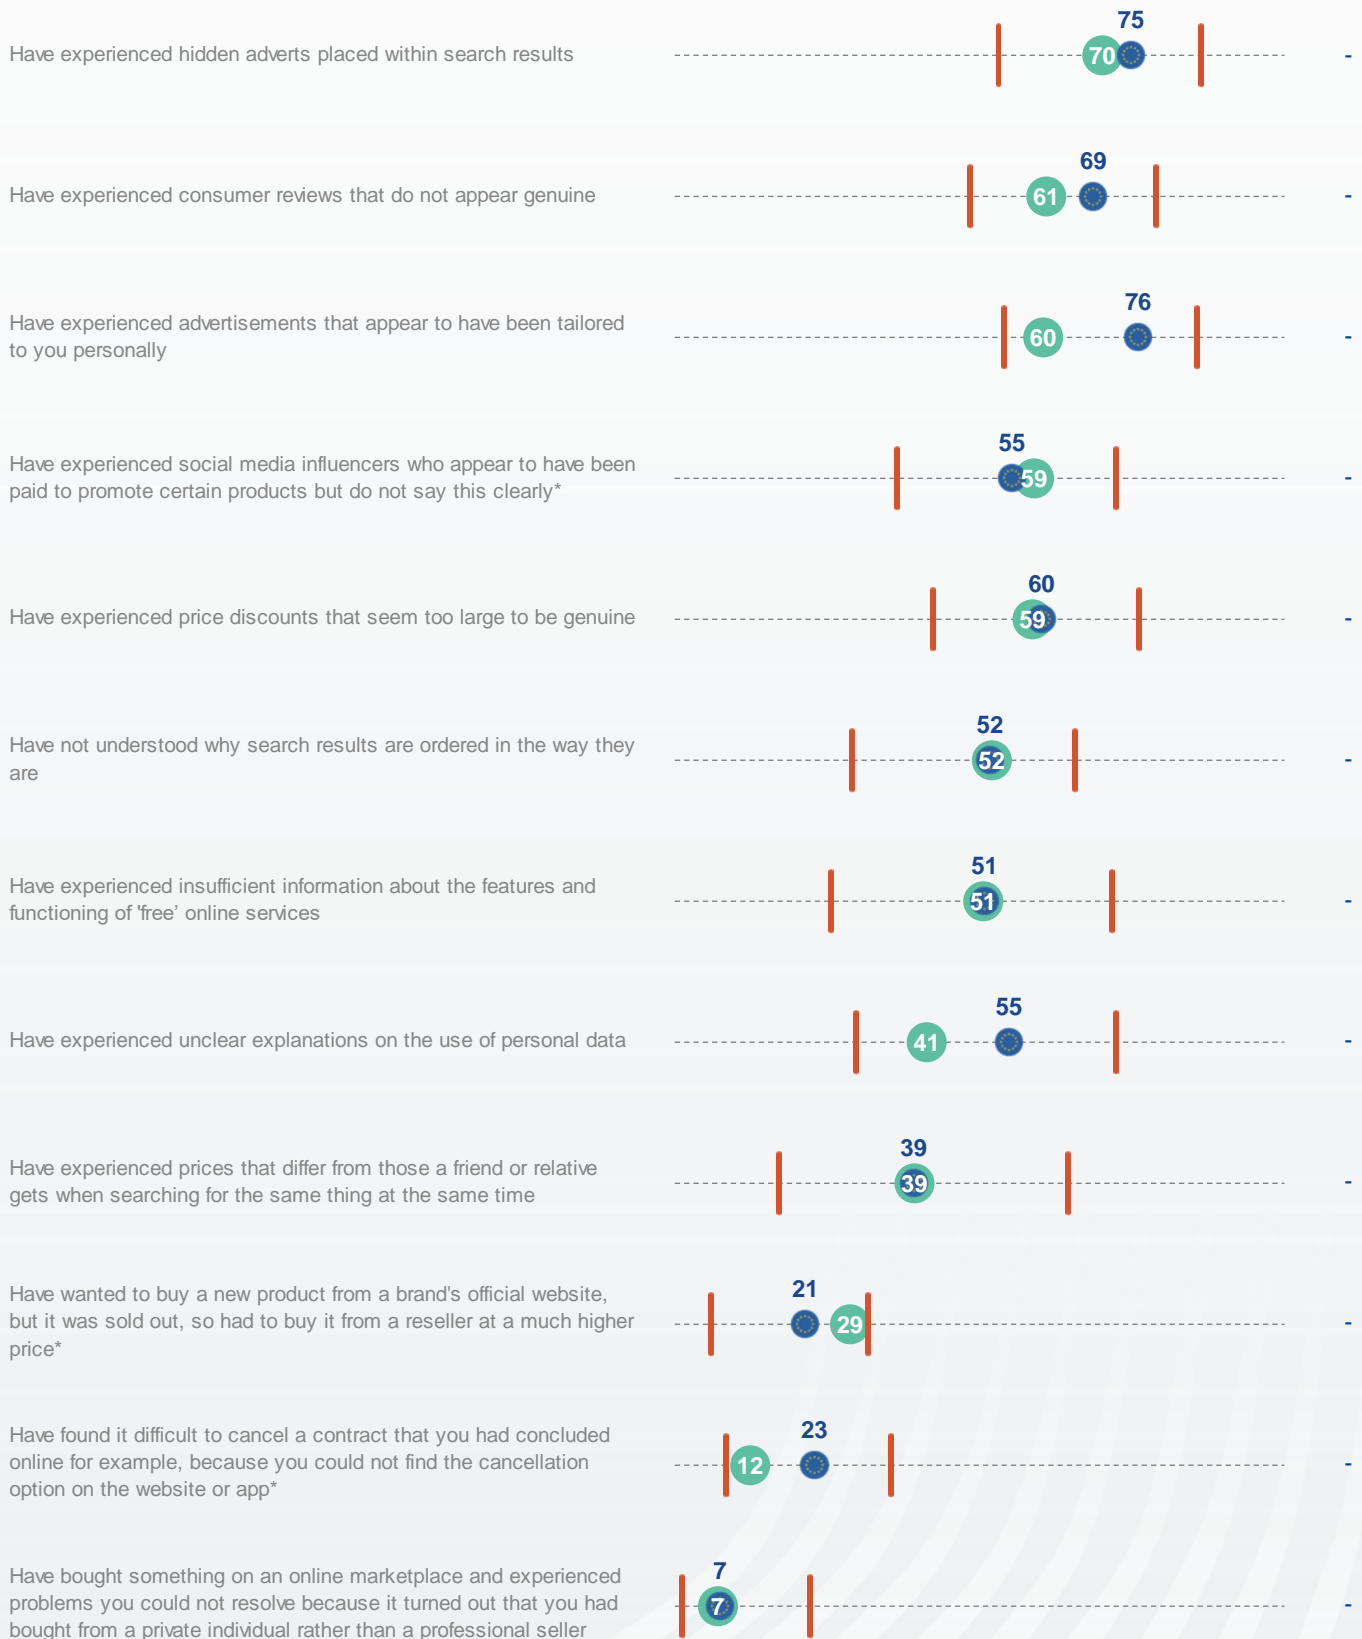 75
Have experienced hidden adverts placed within search results
70
-
69
Have experienced consumer reviews that do not appear genuine
61
-
76
Have experienced advertisements that appear to have been tailored
to you personally
60
-
55
Have experienced social media influencers who appear to have been
paid to promote certain products but do not say this clearly*
59
-
60
Have experienced price discounts that seem too large to be genuine
59
-
52
Have not understood why search results are ordered in the way they
are
52
-
51
Have experienced insufficient information about the features and
functioning of 'free’ online services
51
-
55
Have experienced unclear explanations on the use of personal data
41
-
39
Have experienced prices that differ from those a friend or relative
gets when searching for the same thing at the same time
39
-
21
Have wanted to buy a new product from a brand's official website,
but it was sold out, so had to buy it from a reseller at a much higher
price*
29
-
23
Have found it difficult to cancel a contract that you had concluded
online for example, because you could not find the cancellation
option on the website or app*
12
-
7
Have bought something on an online marketplace and experienced
problems you could not resolve because it turned out that you had
bought from a private individual rather than a professional seller
7
-